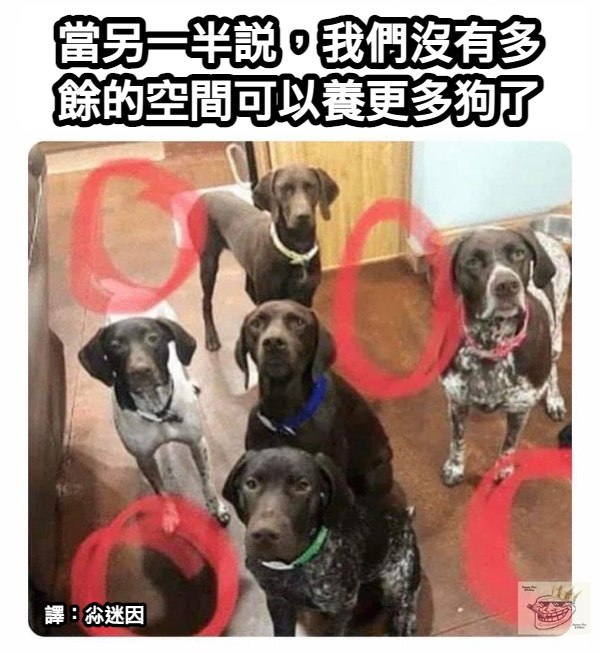 當另一半説，我們沒有多
餘的空間可以養更多狗了
譯：尛迷因